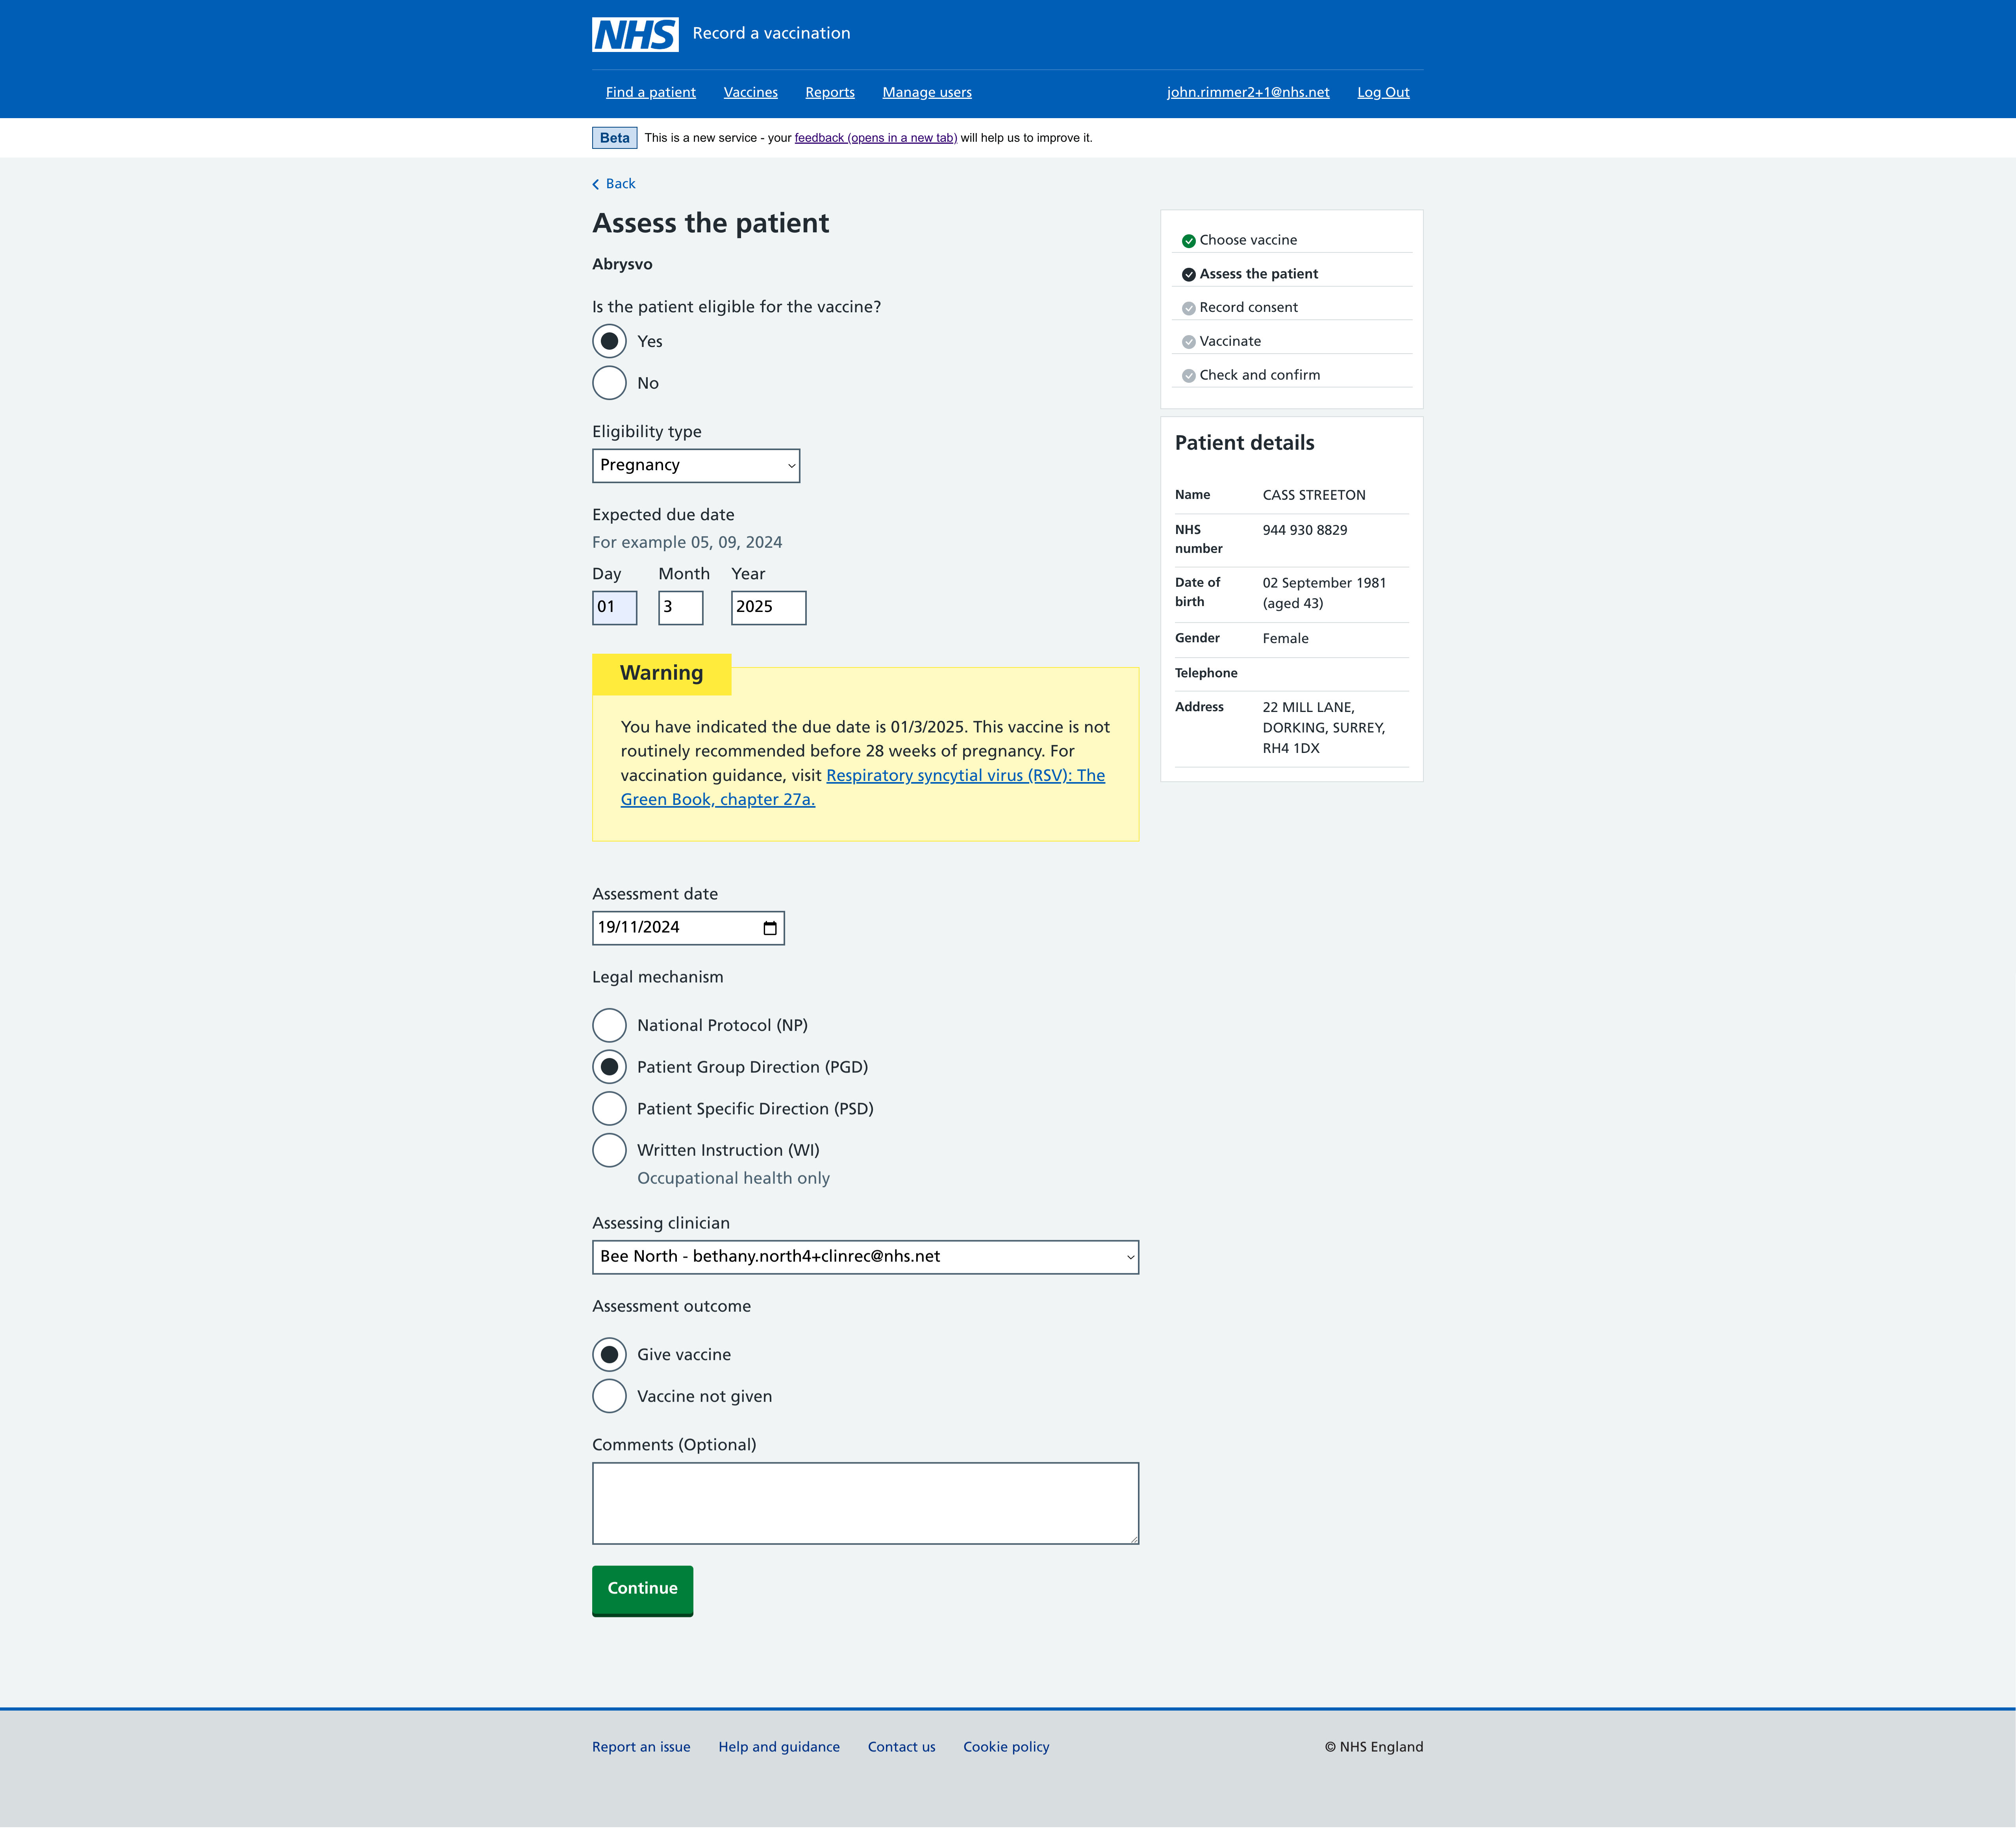 NHS Record a vaccination
Find a patient Vaccines Reports Manage users john.rimmer2+1@nhs.net Log Out
Beta This is a new service - your feedback (opens in a new tab) will help us to improve it.
Back
Assess the patient
Abrysvo
Is the patient eligible for the vaccine?
Yes
No
Eligibility type
Pregnancy
Expected due date
For example 05, 09, 2024
Day Month Year
01 3 2025
Warning
You have indicated the due date is 01/3/2025. This vaccine is not
routinely recommended before 28 weeks of pregnancy. For
vaccination guidance, visit Respiratory syncytial virus (RSV): The
Green Book, chapter 27a.
Assessment date
19/11/2024
Legal mechanism
National Protocol (NP)
Patient Group Direction (PGD)
Patient Specific Direction (PSD)
Written Instruction (WI)
Occupational health only
Assessing clinician
Bee North - bethany.north4+clinrec@nhs.net
Assessment outcome
Give vaccine
Vaccine not given
Comments (Optional)
Continue
Choose vaccine
Assess the patient
Record consent
Vaccinate
Check and confirm
Patient details
Name CASS STREETON
NHS 944 930 8829
number
Date of 02 September 1981
birth (aged 43)
Gender Female
Telephone
Address 22 MILL LANE,
DORKING, SURREY,
RH4 1DX
Report an issue Help and guidance Contact us Cookie policy © NHS England